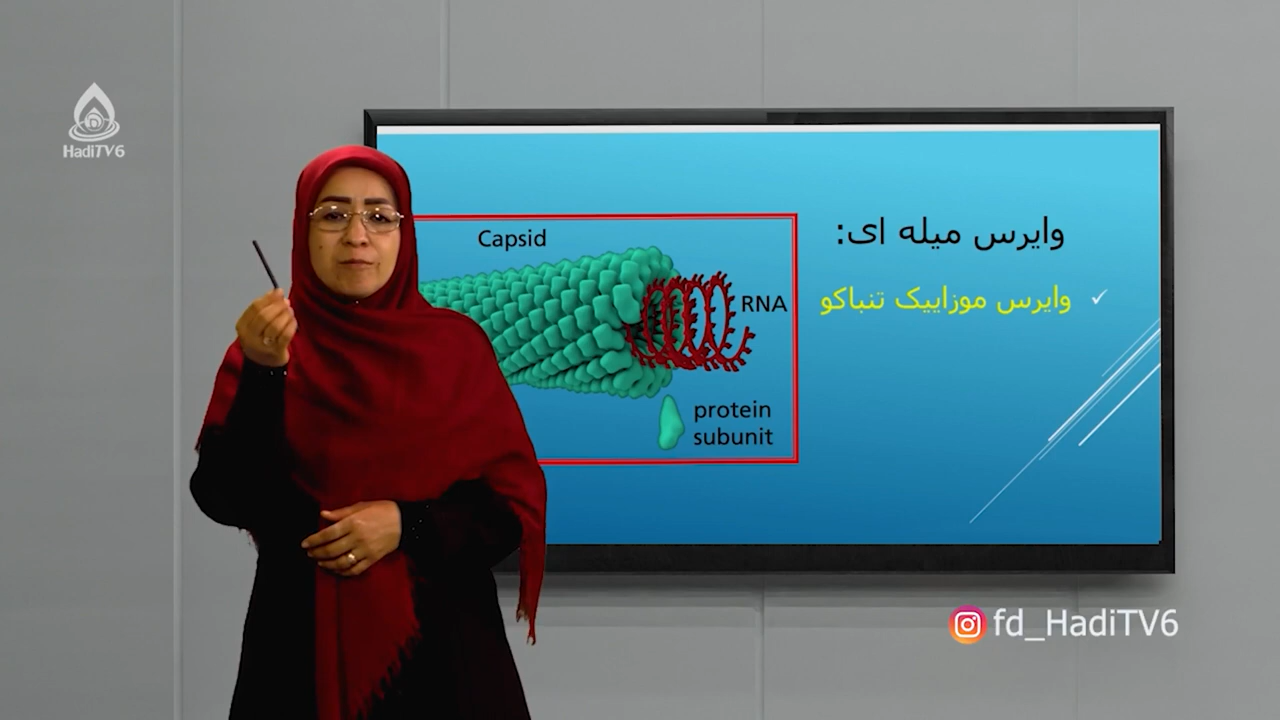 HadiTV6
وایرس میله ای:
وایرس موزاییک تنباکو
Capsid
RNA
protein
subunit
fd_HadiTV6